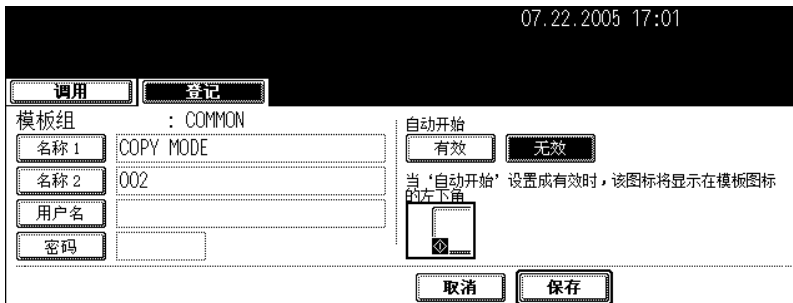 07.22.2005 17:01
调用 登记
模板组 : COMMON
名称 1 COPY MODE
名称 2 002
用户名
密码
自动开始
有效 无效
当‘自动开始’设置成有效时，该图标将显示在模板图标
的左下角
取消 保存